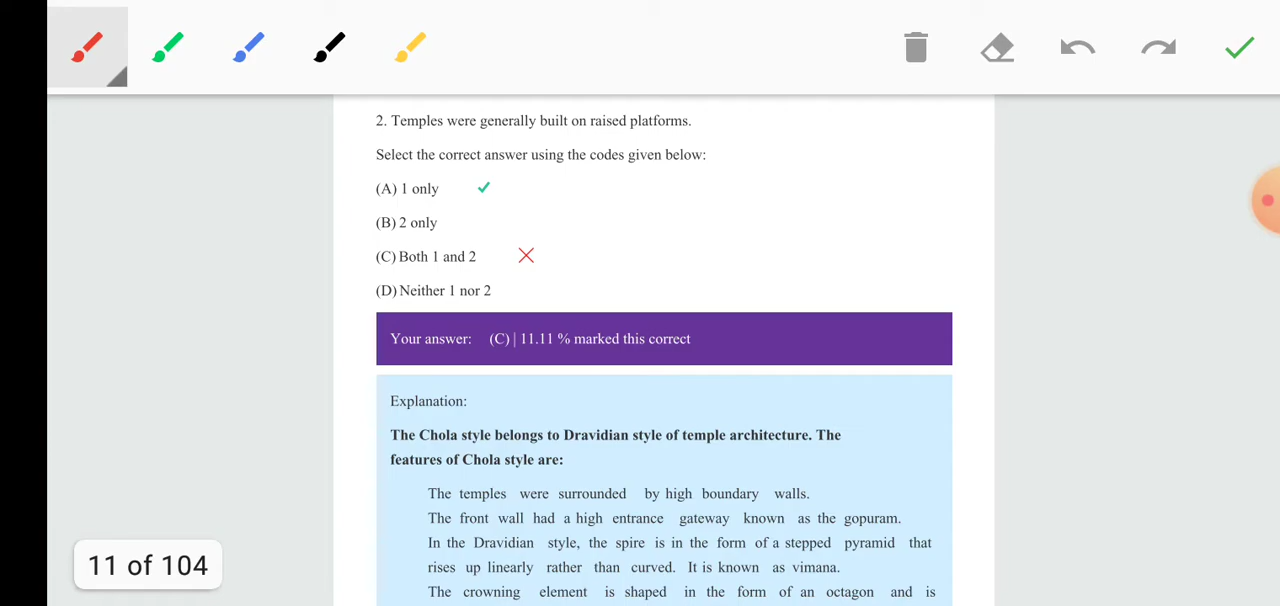 2. Temples were generally built on raised platforms.
Select the correct answer using the codes given below:
(A) 1 only
(B) 2 only
(C) Both 1 and 2
(D) Neither 1 nor 2
Your answer: (C) | 11.11 % marked this correct
Explanation:
The Chola style belongs to Dravidian style of temple architecture. The
features of Chola style are:
The temples were surrounded by high boundary walls.
The front wall had a high entrance gateway known as the gopuram.
In the Dravidian style, the spire is in the form of a stepped pyramid that
rises up linearly rather than curved. It is known as vimana.
The crowning element is shaped in the form of an octagon and is
11 of 104